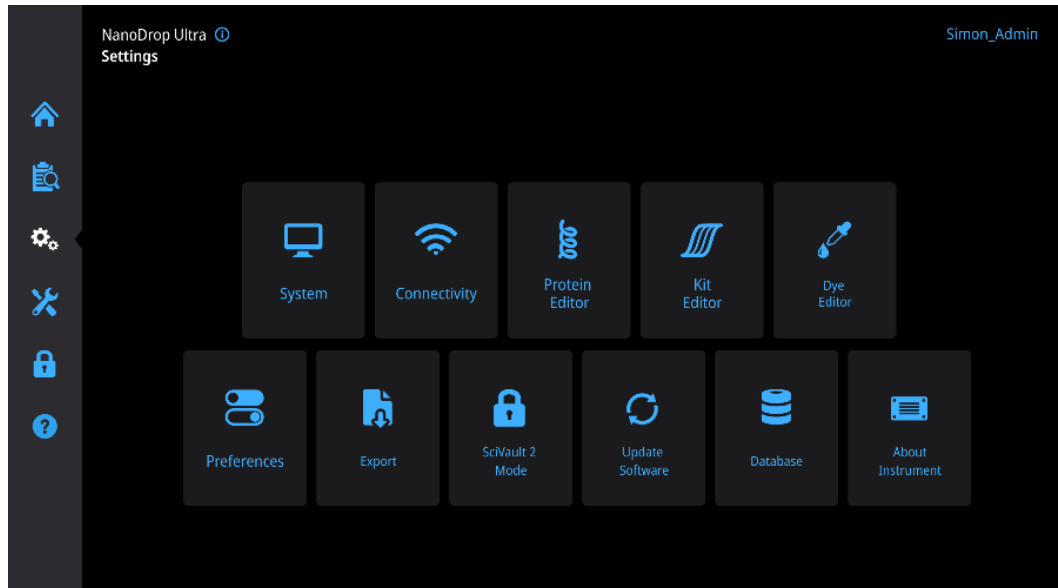 NanoDrop Ultra
Simon_Admin
Settings
System
Connectivity
Protein
Editor
Kit
Editor
Dye
Editor
Preferences
Export
SciVault 2
Mode
Update
Software
Database
About
Instrument